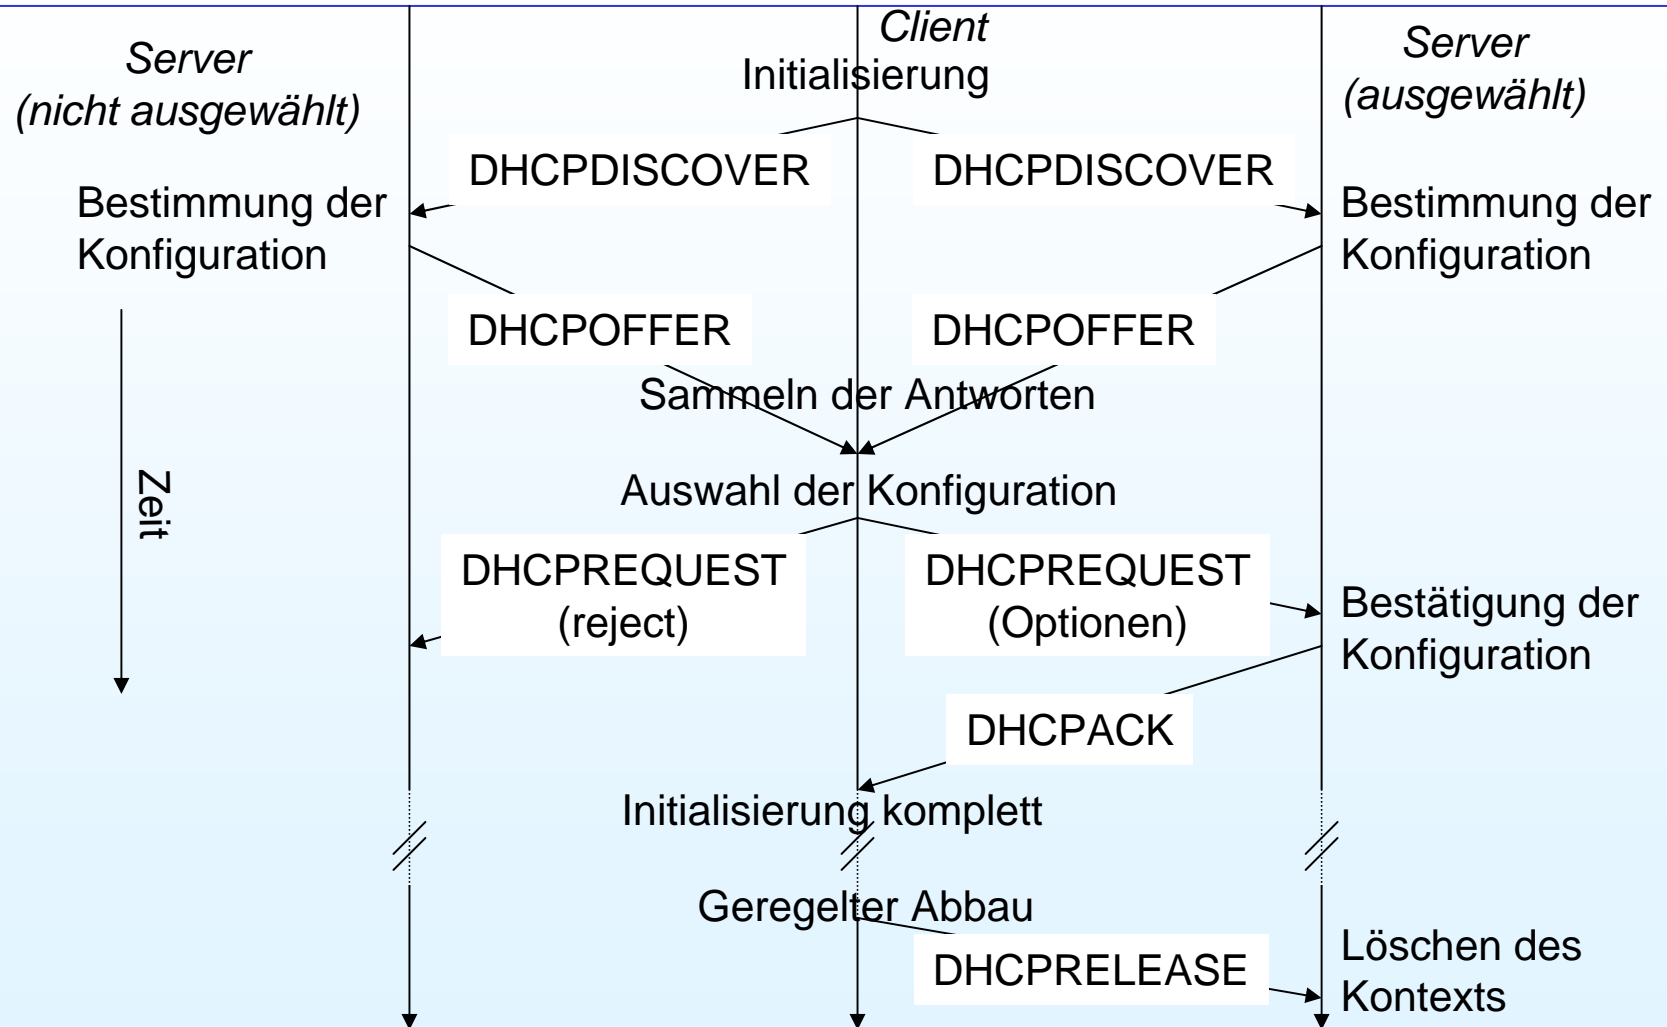 Client
Server
(nicht ausgewählt)
Initialisierung
Server
(ausgewählt)
DHCPDISCOVER
DHCPDISCOVER
Bestimmung der
Konfiguration
Bestimmung der
Konfiguration
DHCPOFFER
DHCPOFFER
Sammeln der Antworten
Zeit
Auswahl der Konfiguration
DHCPREQUEST
(reject)
DHCPREQUEST
(Optionen)
Bestätigung der
Konfiguration
DHCPACK
Initialisierung komplett
Geregelter Abbau
DHCPRELEASE
Löschen des
Kontexts